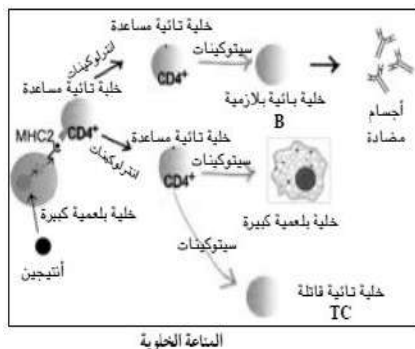 خلية تائية مساعدة
سيتوكينات
انترلوكينات
CD4+
خلية تائية مساعدة
خلية بائية بلازمية
B
أجسام
مضادة
MHC2
CD4+
خلية تائية مساعدة
انترلوكينات
سيتوكينات
CD4+
خلية بلعمية كبيرة
خلية بلعمية كبيرة
سيتوكينات
أنتيجين
خلية تائية قاتلة
TC
المناعة الخلوية